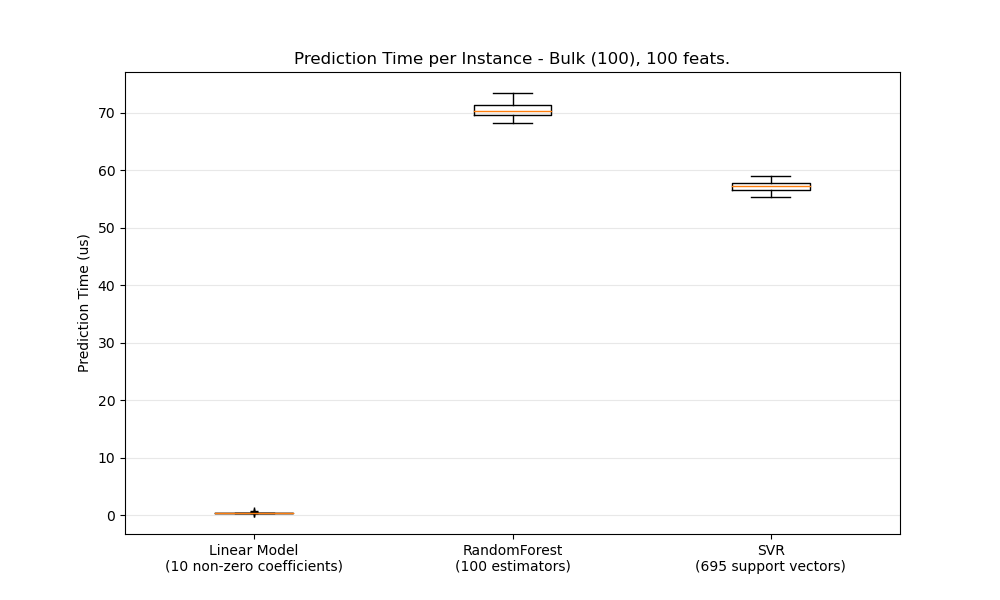 Prediction Time per Instance - Bulk (100), 100 feats.
Prediction Time (us)
70
60
50
40
30
20
10
0
Linear Model
(10 non-zero coefficients)
RandomForest
(100 estimators)
SVR
(695 support vectors)